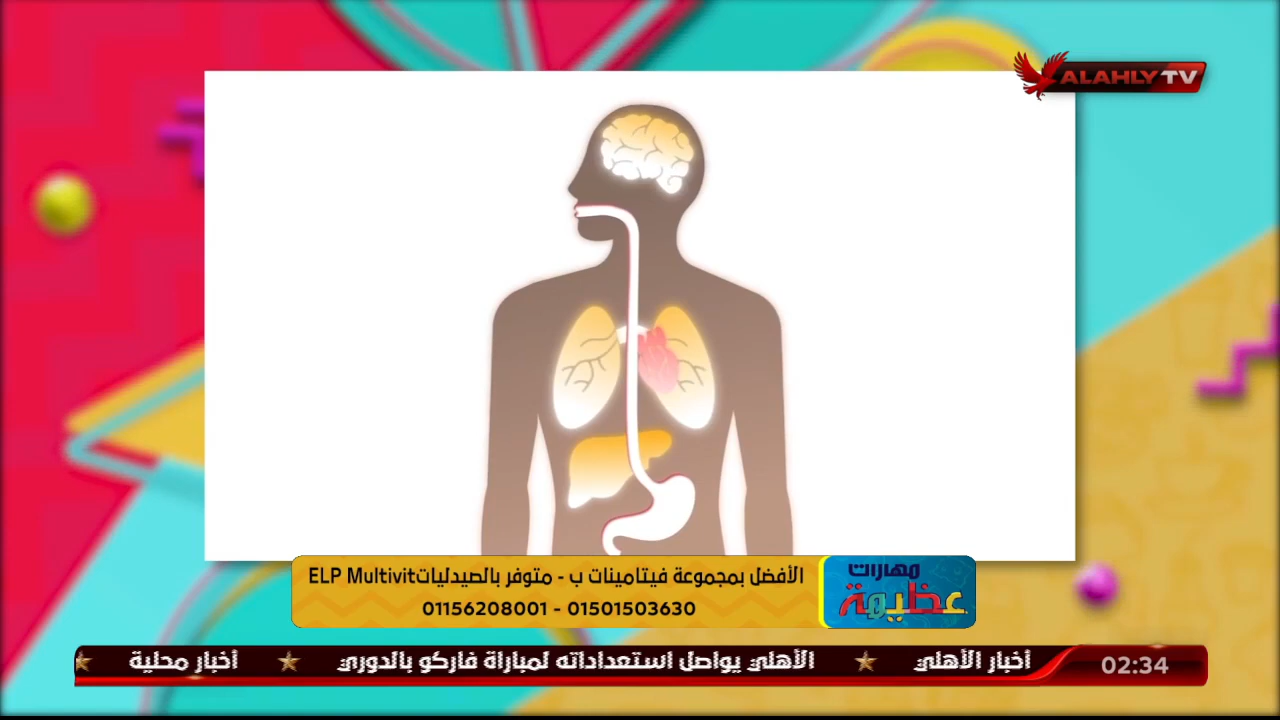 ALAHLY TV
مهارات
عظيمة
الأفضل بمجموعة فيتامينات ب - متوفر بالصيدليات ELP Multivit
01156208001 - 01501503630
02:34
أخبار الأهلي ★ الأهلي يواصل استعداداته لمباراة فاركو بالدوري ★ أخبار محلية ★